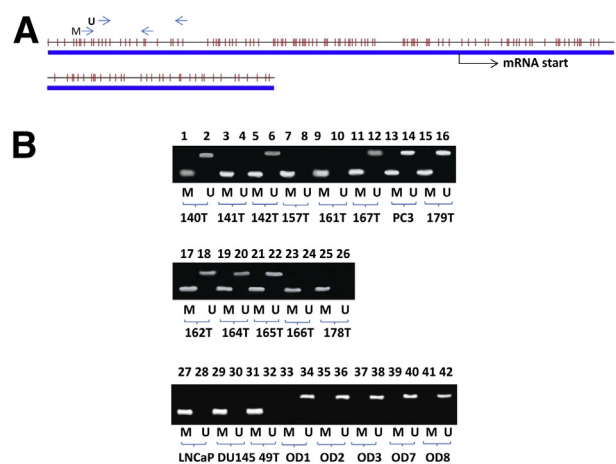 A
U
M
mRNA start
B
1 2 3 4 5 6 7 8 9 10 11 12 13 14 15 16
M U M U M U M U M U M U M U M U
140T 141T 142T 157T 161T 167T PC3 179T
17 18 19 20 21 22 23 24 25 26
M U M U M U M U M U
162T 164T 165T 166T 178T
27 28 29 30 31 32 33 34 35 36 37 38 39 40 41 42
M U M U M U M U M U M U M U M U
LNCaP DU145 49T OD1 OD2 OD3 OD7 OD8